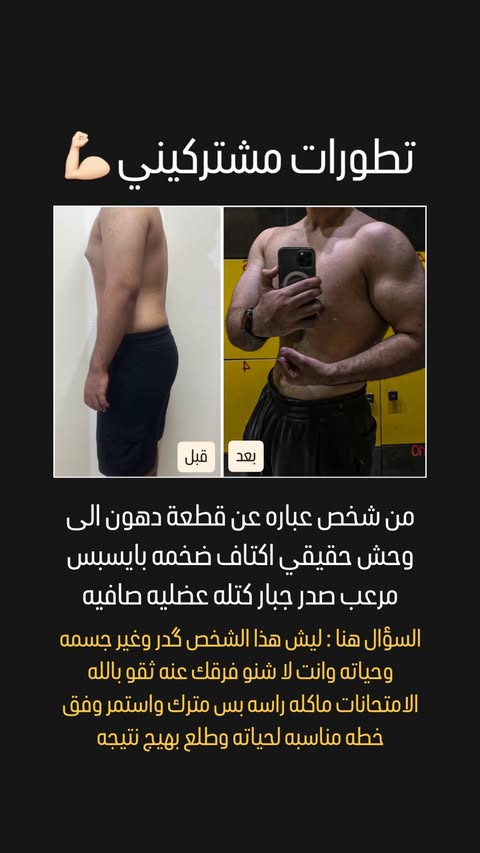 تطورات مشتركيني 💪🏻
قبل
بعد
من شخص عباره عن قطعة دهون الى
وحش حقيقي اكتاف ضخمه بايسبس
مرعب صدر جبار كتله عضليه صافيه
السؤال هنا : ليش هذا الشخص گدر وغير جسمه
وحياته وانت لا شنو فرقك عنه ثقو بالله
الامتحانات ماكله راسه بس مترك واستمر وفق
خطه مناسبه لحياته وطلع بهيج نتيجه